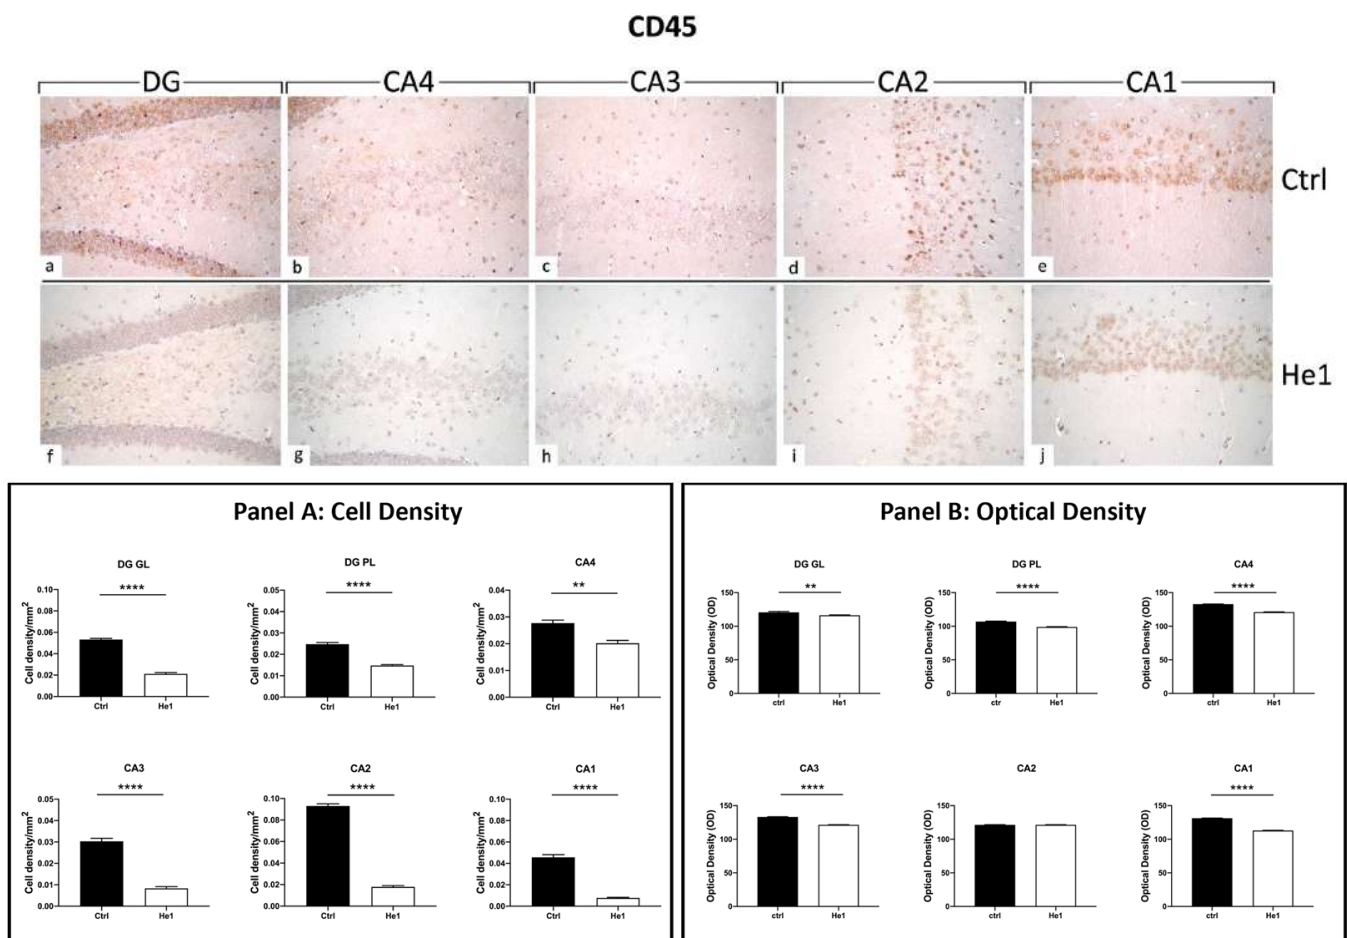 CD45
DG CA4 CA3 CA2 CA1
a b c d e Ctrl
f g h i j He1
Panel A: Cell Density
DG GL
****
Cell density/mm²
0.10
0.08
0.06
0.04
0.02
0.00
Ctrl He1
DG PL
****
Cell density/mm²
0.05
0.04
0.03
0.02
0.01
0.00
Ctrl He1
CA4
**
Cell density/mm²
0.04
0.03
0.02
0.01
0.00
Ctrl He1
CA3
****
Cell density/mm²
0.05
0.04
0.03
0.02
0.01
0.00
Ctrl He1
CA2
****
Cell density/mm²
0.10
0.08
0.06
0.04
0.02
0.00
Ctrl He1
CA1
****
Cell density/mm²
0.10
0.08
0.06
0.04
0.02
0.00
Ctrl He1
Panel B: Optical Density
DG GL
**
Optical Density (OD)
150
100
50
0
ctrl He1
DG PL
****
Optical Density (OD)
150
100
50
0
ctr He1
CA4
****
Optical Density (OD)
150
100
50
0
ctrl He1
CA3
****
Optical Density (OD)
150
100
50
0
ctrl He1
CA2
Optical Density (OD)
150
100
50
0
ctrl He1
CA1
****
Optical Density (OD)
150
100
50
0
ctrl He1